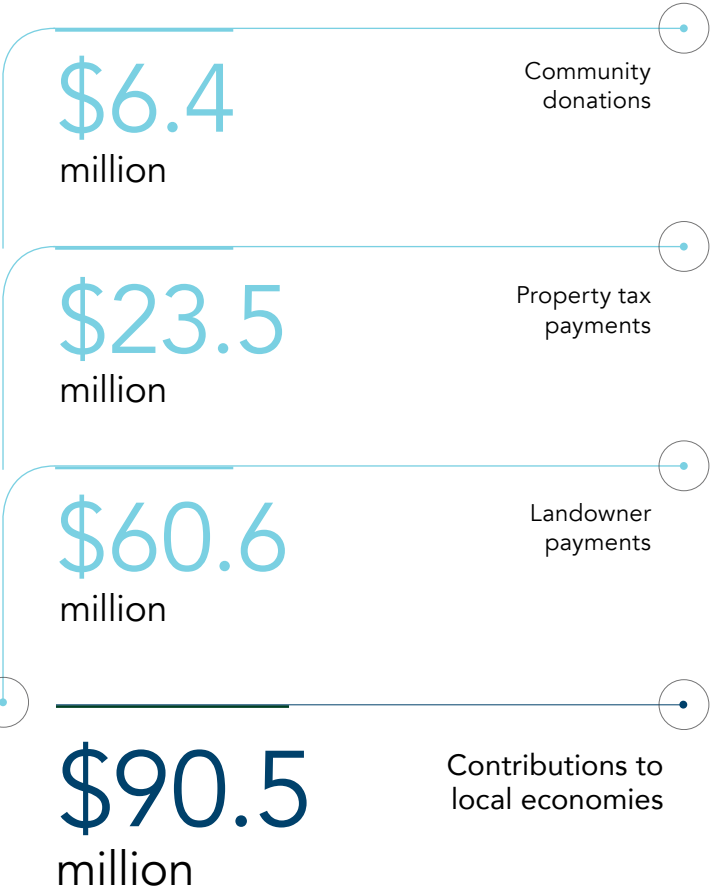 $6.4
million
Community
donations
$23.5
million
Property tax
payments
$60.6
million
Landowner
payments
$90.5
million
Contributions to
local economies